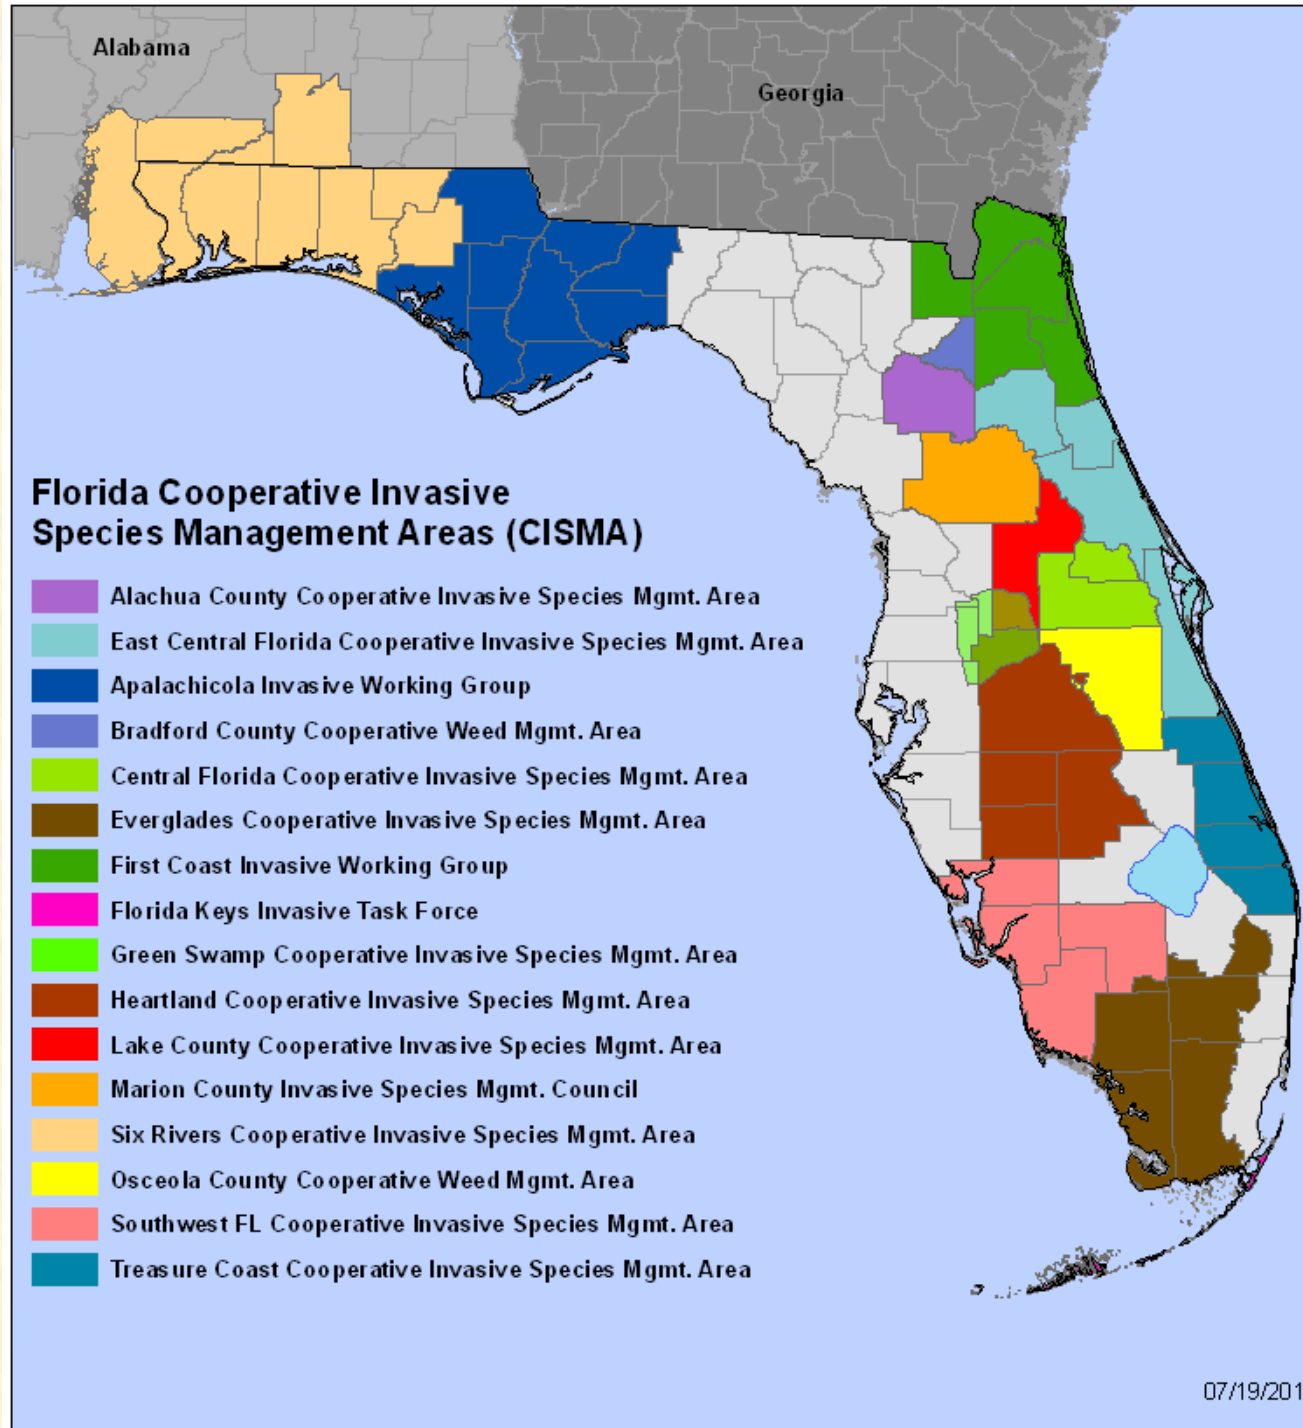 Alabama
Georgia
Florida Cooperative Invasive
Species Management Areas (CISMA)
Alachua County Cooperative Invasive Species Mgmt. Area
East Central Florida Cooperative Invasive Species Mgmt. Area
Apalachicola Invasive Working Group
Bradford County Cooperative Weed Mgmt. Area
Central Florida Cooperative Invasive Species Mgmt. Area
Everglades Cooperative Invasive Species Mgmt. Area
First Coast Invasive Working Group
Florida Keys Invasive Task Force
Green Swamp Cooperative Invasive Species Mgmt. Area
Heartland Cooperative Invasive Species Mgmt. Area
Lake County Cooperative Invasive Species Mgmt. Area
Marion County Invasive Species Mgmt. Council
Six Rivers Cooperative Invasive Species Mgmt. Area
Osceola County Cooperative Weed Mgmt. Area
Southwest FL Cooperative Invasive Species Mgmt. Area
Treasure Coast Cooperative Invasive Species Mgmt. Area
07/19/201